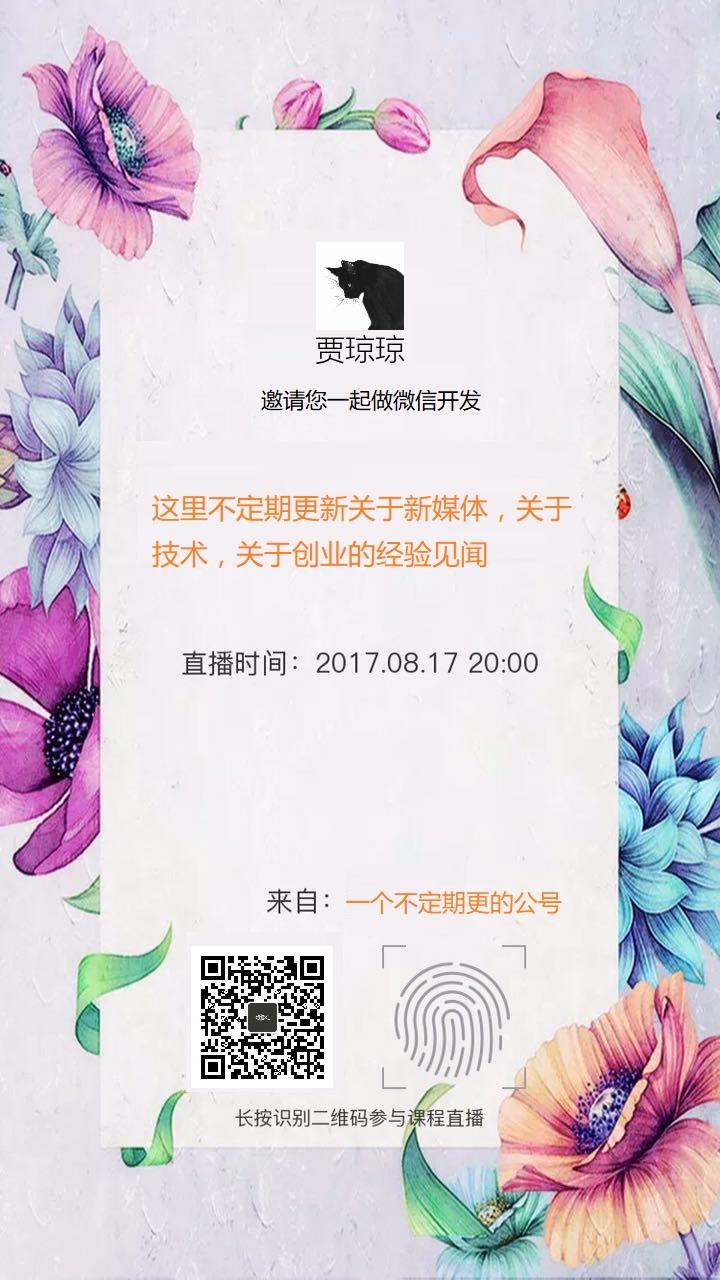 贾琼琼
邀请您一起做微信开发
这里不定期更新关于新媒体，关于
技术，关于创业的经验见闻
直播时间：2017.08.17 20:00
来自：一个不定期更的公号
长按识别二维码参与课程直播